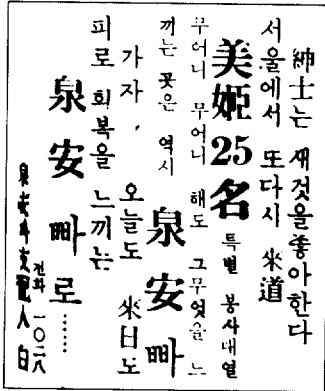 紳士는 새것을 좋아한다
서울에서 또다시 來道
美姬 25名 특별 봉사대열
무어니 무어니 해도 그무엇을 느
끼는 곳은 역시 泉安빠
가자, 오늘도 來日도
피로 회복을 느끼는
泉安빠로……
전화 一〇二八
泉安빠支配人 白